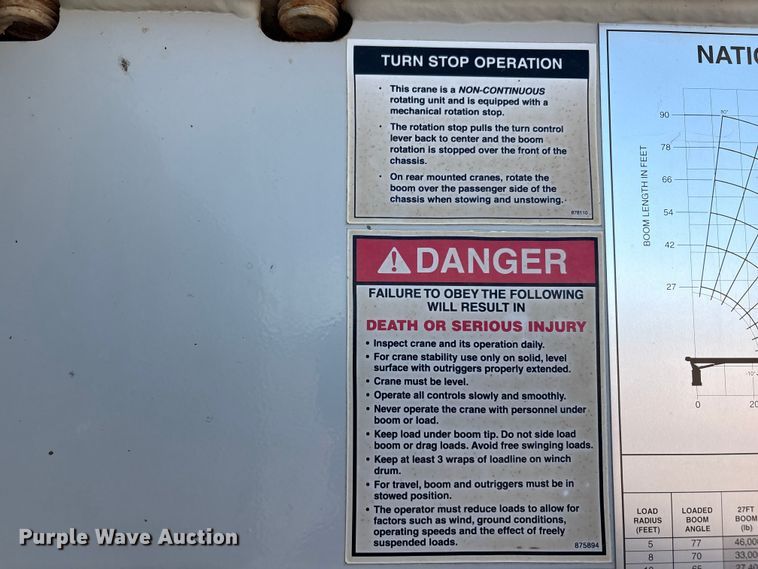 TURN STOP OPERATION
· This crane is a NON-CONTINUOUS
rotating unit and is equipped with a
mechanical rotation stop.
· The rotation stop pulls the turn control
lever back to center and the boom
rotation is stopped over the front of the
chassis.
· On rear mounted cranes, rotate the
boom over the passenger side of the
chassis when stowing and unstowing.
878110
DANGER
FAILURE TO OBEY THE FOLLOWING
WILL RESULT IN
DEATH OR SERIOUS INJURY
• Inspect crane and its operation daily.
• For crane stability use only on solid, level
surface with outriggers properly extended.
• Crane must be level.
• Operate all controls slowly and smoothly.
• Never operate the crane with personnel under
boom or load.
• Keep load under boom tip. Do not side load
boom or drag loads. Avoid free swinging loads.
• Keep at least 3 wraps of loadline on winch
drum.
• For travel, boom and outriggers must be in
stowed position.
• The operator must reduce loads to allow for
factors such as wind, ground conditions,
operating speeds and the effect of freely
suspended loads.
875894
NATIO
BOOM LENGTH IN FEET
90
80°
78
66
54
42
27
-10°
0
20
LOAD
RADIUS
(FEET)
LOADED
BOOM
ANGLE
27FT
BOOM
(lb)
5 77 46,00
8 70 33,00
Purple Wave Auction